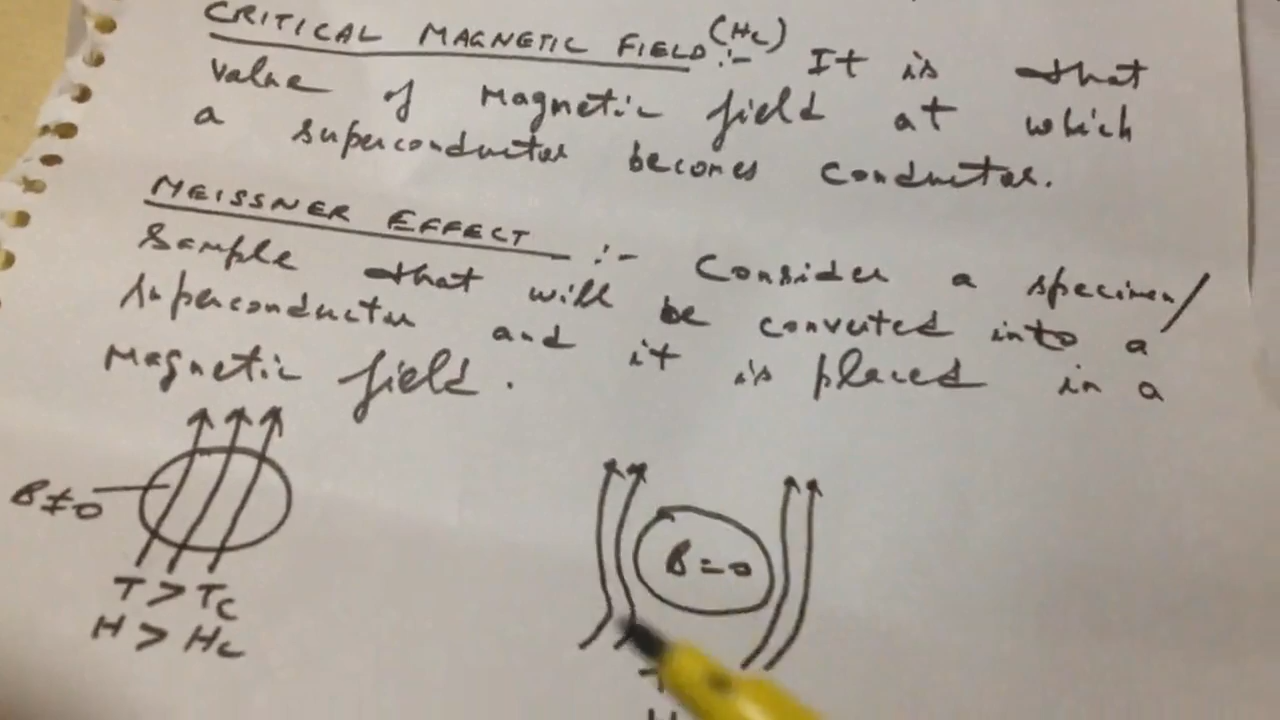 CRITICAL MAGNETIC FIELD (Hc) :- It is that
value of Magnetic field at which
a superconductor becomes conductor.
MEISSNER EFFECT :- Consider a specimen/
Sample that will be converted into a
superconductor and it is placed in a
Magnetic field.
B≠0
B=0
T > Tc
H > Hc